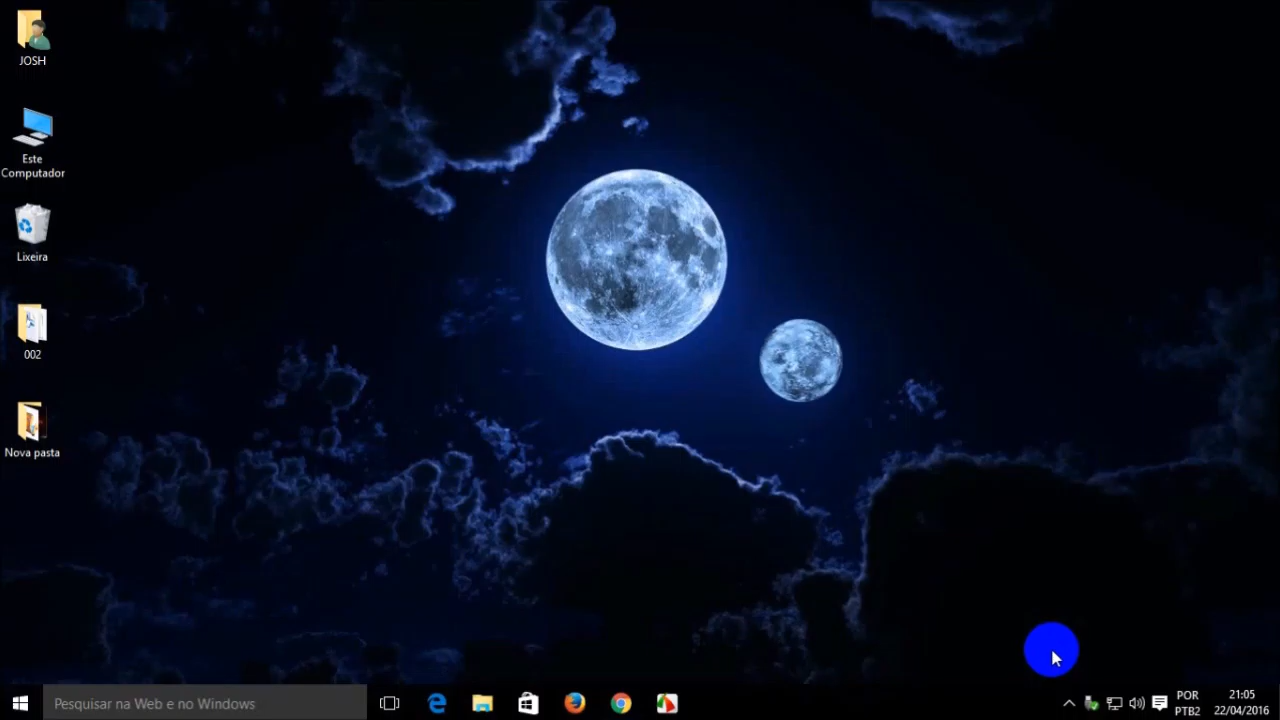 JOSH
Este
Computador
Lixeira
002
Nova pasta
Pesquisar na Web e no Windows
POR
PTB2
21:05
22/04/2016